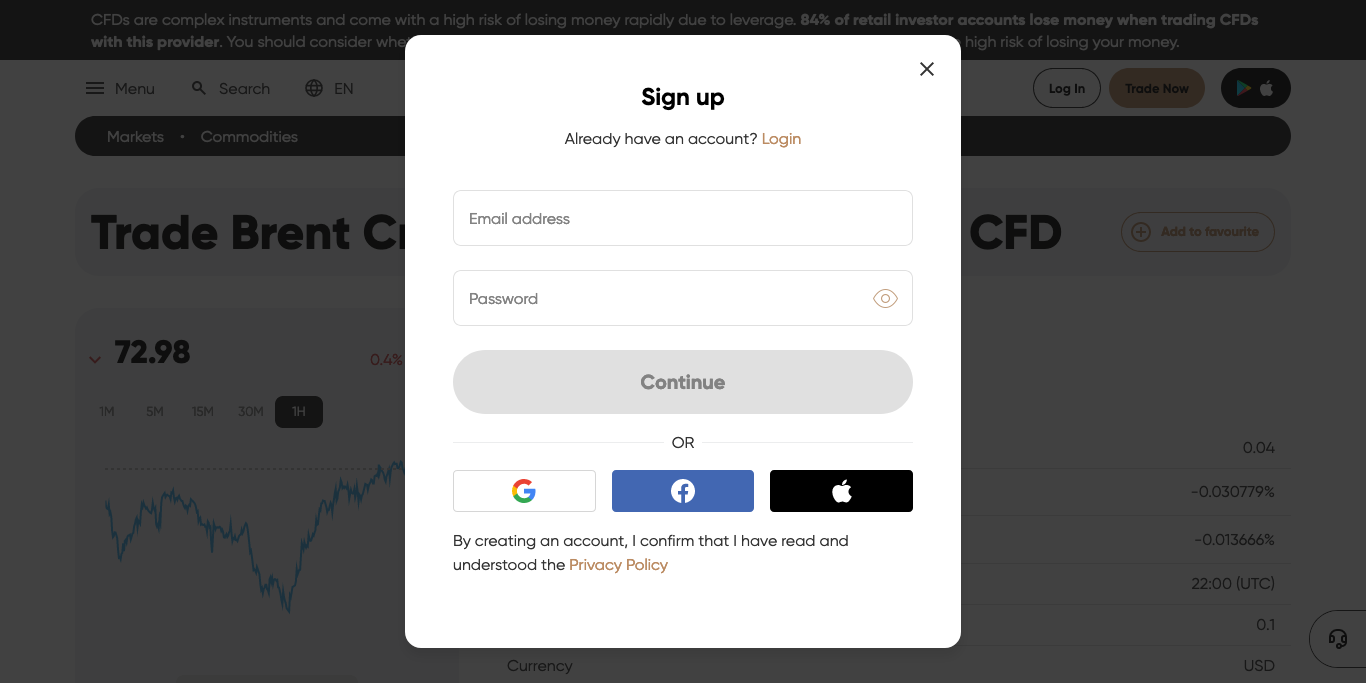 CFDs are complex instruments and come with a high risk of losing money rapidly due to leverage. 84% of retail investor accounts lose money when trading CFDs
with this provider. You should consider high risk of losing your money.
Menu Search EN Log In Trade Now
Markets • Commodities
Trade Brent CFD Add to favourite
72.98 0.4%
1M 5M 15M 30M 1H
0.04
-0.030779%
-0.013666%
22:00 (UTC)
0.1
Currency USD
Sign up
Already have an account? Login
Email address
Password
Continue
OR
By creating an account, I confirm that I have read and
understood the Privacy Policy